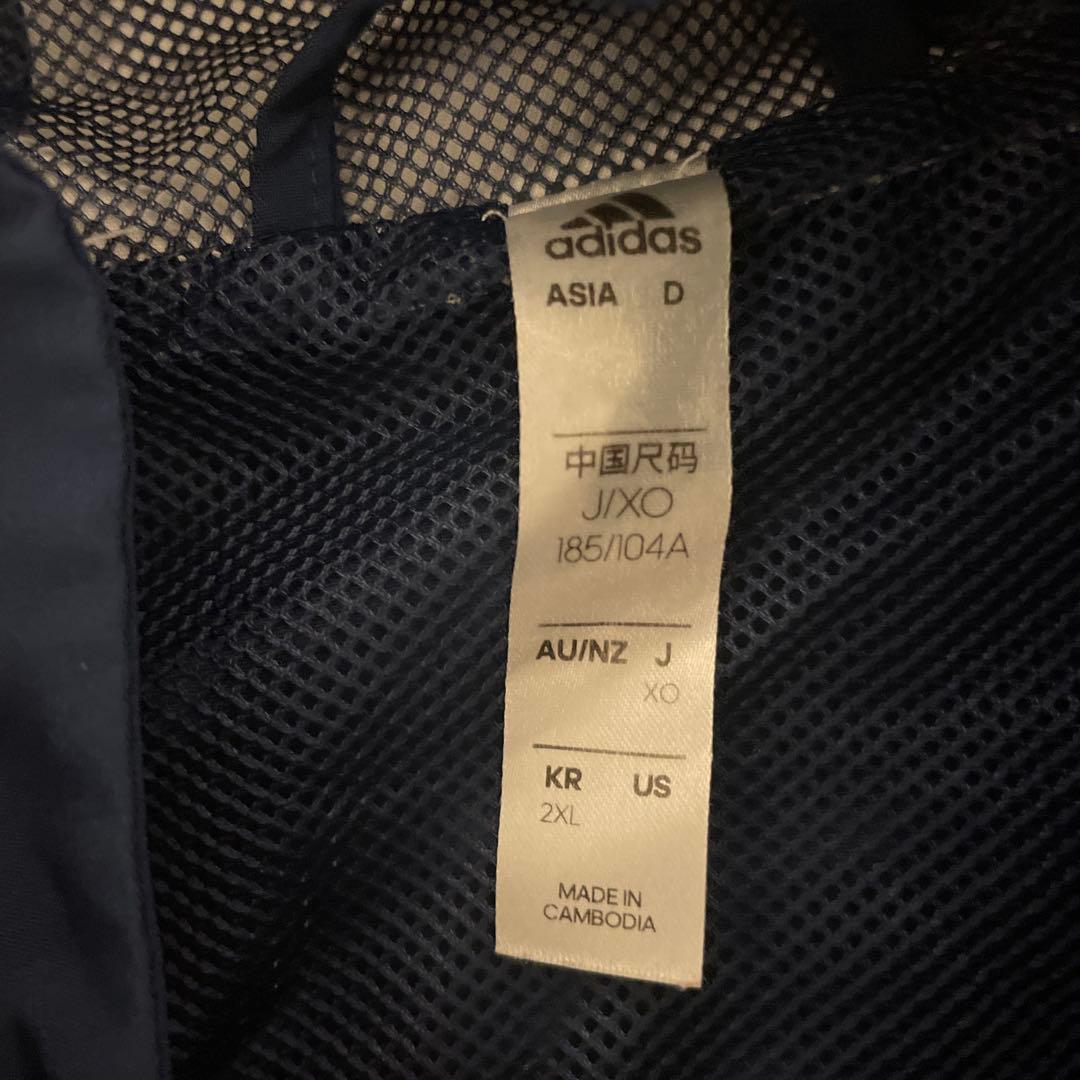 adidas
ASIA D
中国尺码
J/XO
185/104A
AU/NZ J
XO
KR US
2XL
MADE IN
CAMBODIA